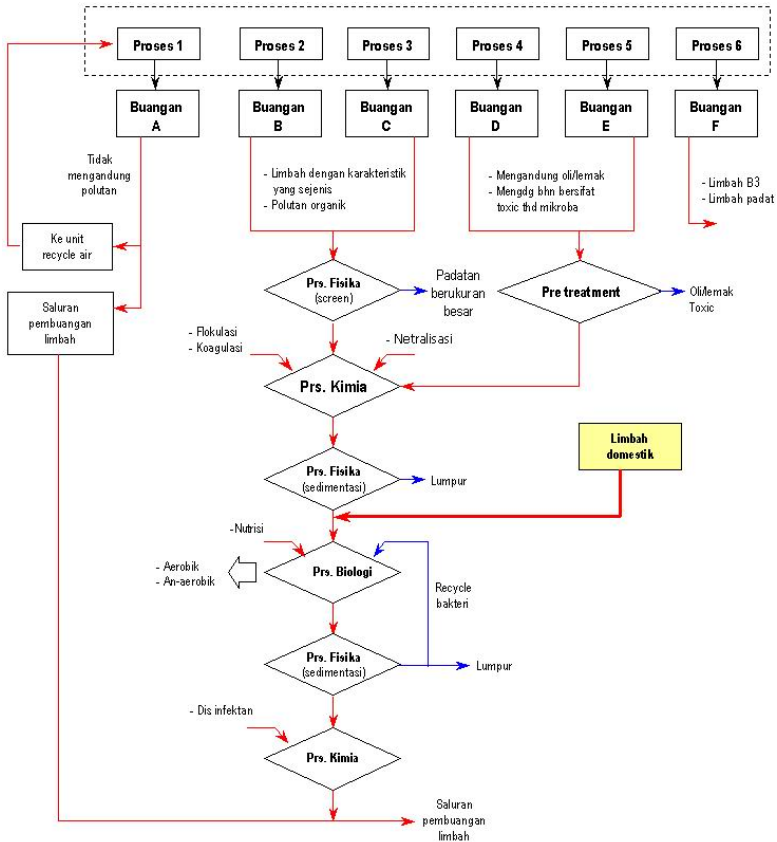 Proses 1
Proses 2
Proses 3
Proses 4
Proses 5
Proses 6
Buangan
A
Buangan
B
Buangan
C
Buangan
D
Buangan
E
Buangan
F
Tidak
mengandung
polutan
- Limbah dengan karakteristik
yang sejenis
- Polutan organik
- Mengandung oli/lemak
- Mengdg bhn bersifat
toxic thd mikroba
- Limbah B3
- Limbah padat
Ke unit
recycle air
Saluran
pembuangan
limbah
Prs. Fisika
(screen)
Padatan
berukuran
besar
Pre treatment
Oli/lemak
Toxic
- Flokulasi
- Koagulasi
- Netralisasi
Prs. Kimia
Limbah
domestik
Prs. Fisika
(sedimentasi)
Lumpur
-Nutrisi
- Aerobik
- An-aerobik
Prs. Biologi
Recycle
bakteri
Prs. Fisika
(sedimentasi)
Lumpur
- Dis infektan
Prs. Kimia
Saluran
pembuangan
limbah